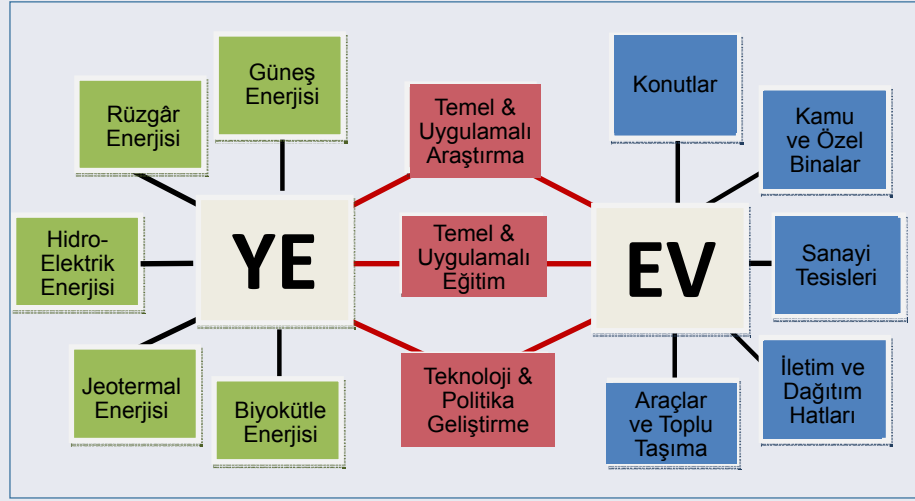 Güneş
Enerjisi
Rüzgâr
Enerjisi
Hidro-
Elektrik
Enerjisi
Jeotermal
Enerjisi
Biyokütle
Enerjisi
YE
Temel &
Uygulamalı
Araştırma
Temel &
Uygulamalı
Eğitim
Teknoloji &
Politika
Geliştirme
EV
Konutlar
Kamu
ve Özel
Binalar
Sanayi
Tesisleri
İletim ve
Dağıtım
Hatları
Araçlar
ve Toplu
Taşıma